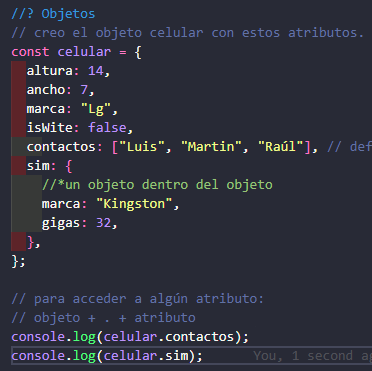 //? Objetos
// creo el objeto celular con estos atributos.
const celular = {
altura: 14,
ancho: 7,
marca: "Lg",
isWite: false,
contactos: ["Luis", "Martin", "Raúl"], // def
sim: {
//*un objeto dentro del objeto
marca: "Kingston",
gigas: 32,
},
};
// para acceder a algún atributo:
// objeto + . + atributo
console.log(celular.contactos);
console.log(celular.sim); You, 1 second ag